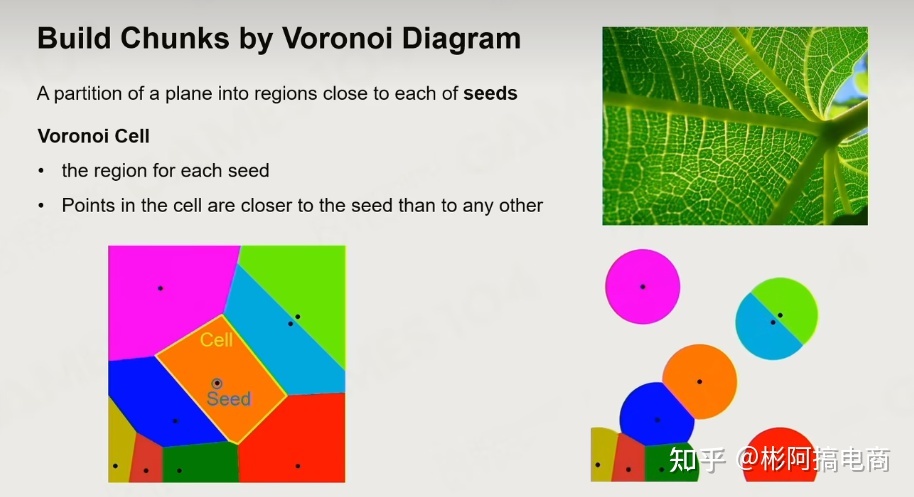 Build Chunks by Voronoi Diagram
A partition of a plane into regions close to each of seeds
Voronoi Cell
• the region for each seed
• Points in the cell are closer to the seed than to any other
Cell
Seed
知乎 @彬阿搞电商